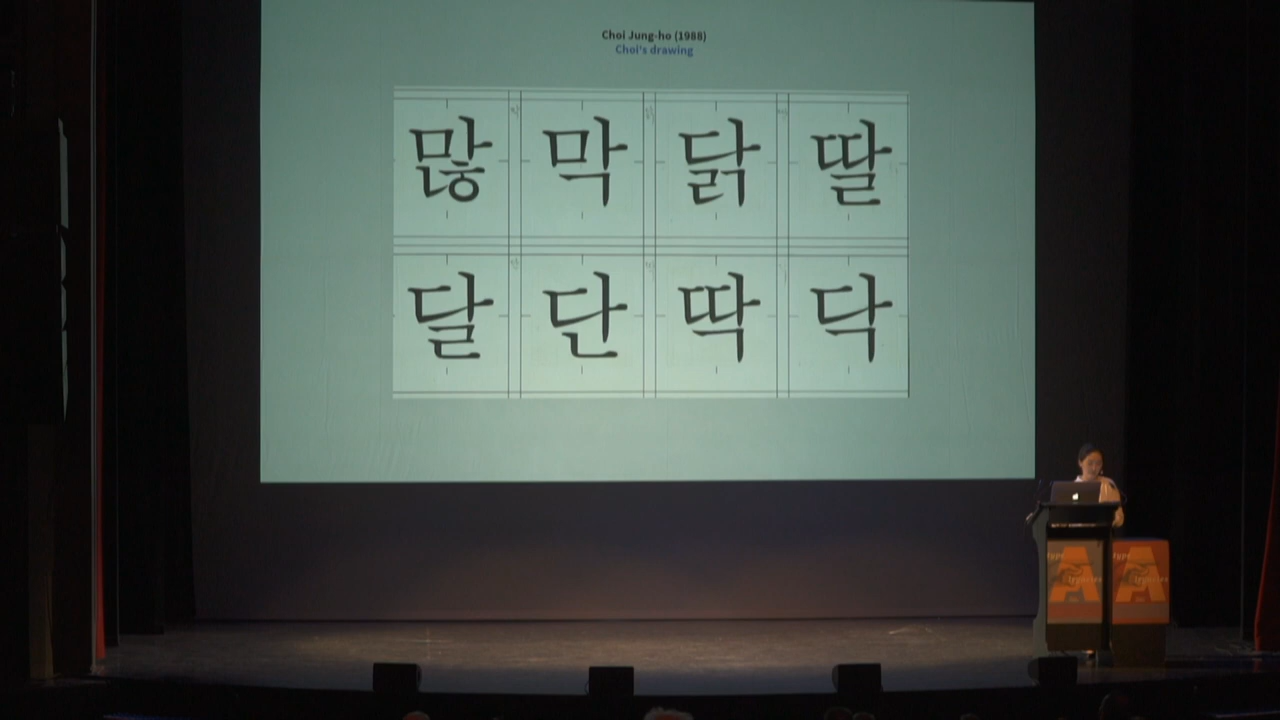 Choi Jung-ho (1988)
Choi's drawing
많 막 닭 딸
달 단 딱 닥